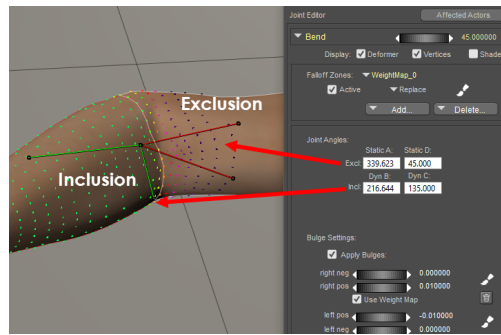 Joint Editor
Affected Actors.
Bend
45.000000
Display: Deformer Vertices Shade
Falloff Zones: WeightMap_0
Active Replace
Add... Delete...
Exclusion
Inclusion
Joint Angles:
Static A: Static D:
Excl: 339.623 45.000
Dyn B: Dyn C:
Incl: 216.644 135.000
Bulge Settings:
Apply Bulges:
right neg 0.000000
right pos 0.010000
Use Weight Map
left pos -0.010000
left neg 0.000000